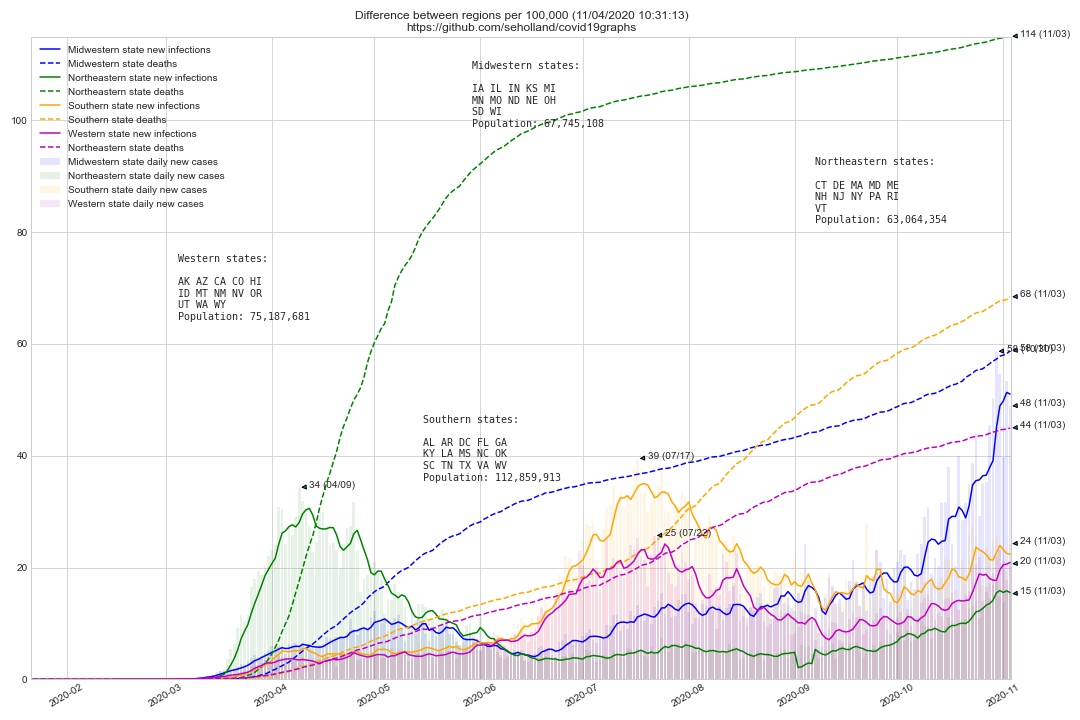 Difference between regions per 100,000 (11/04/2020 10:31:13)
https://github.com/seholland/covid19graphs
Midwestern state new infections
Midwestern state deaths
Northeastern state new infections
Northeastern state deaths
Southern state new infections
Southern state deaths
Western state new infections
Northeastern state deaths
Midwestern state daily new cases
Northeastern state daily new cases
Southern state daily new cases
Western state daily new cases
Midwestern states:
IA IL IN KS MI
MN MO ND NE OH
SD WI
Population: 67,745,108
Northeastern states:
CT DE MA MD ME
NH NJ NY PA RI
VT
Population: 63,064,354
Western states:
AK AZ CA CO HI
ID MT NM NV OR
UT WA WY
Population: 75,187,681
Southern states:
AL AR DC FL GA
KY LA MS NC OK
SC TN TX VA WV
Population: 112,859,913
114 (11/03)
68 (11/03)
58 (11/03)
48 (11/03)
44 (11/03)
39 (07/17)
34 (04/09)
25 (07/22)
24 (11/03)
20 (11/03)
15 (11/03)
100
80
60
40
20
0
2020-02
2020-03
2020-04
2020-05
2020-06
2020-07
2020-08
2020-09
2020-10
2020-11